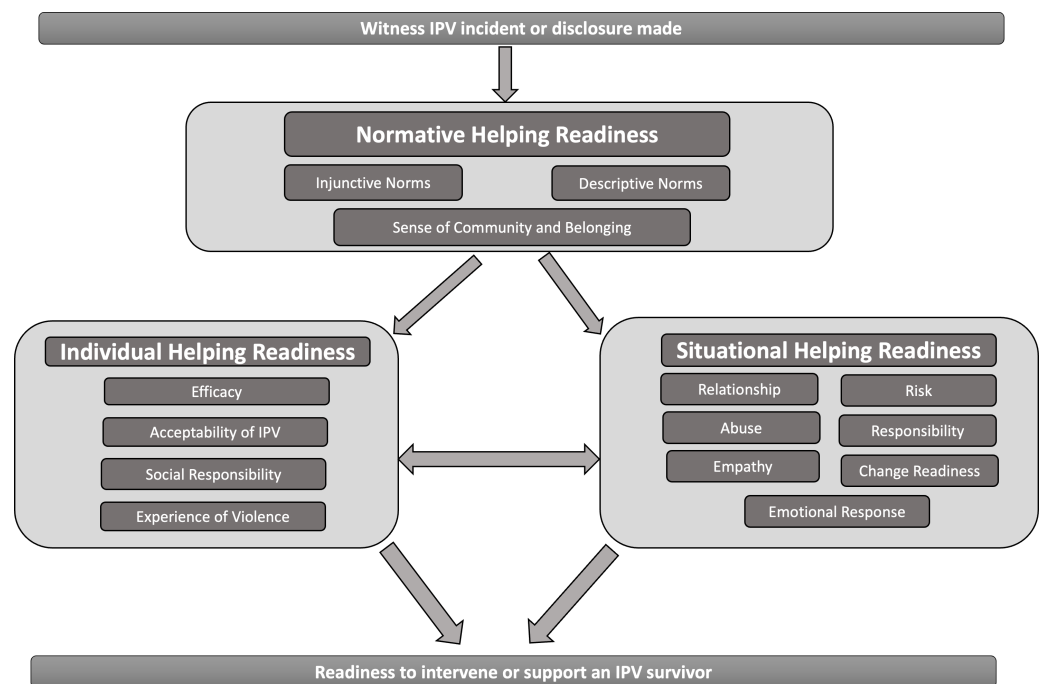 Witness IPV incident or disclosure made
Normative Helping Readiness
Injunctive Norms
Descriptive Norms
Sense of Community and Belonging
Individual Helping Readiness
Efficacy
Acceptability of IPV
Social Responsibility
Experience of Violence
Situational Helping Readiness
Relationship
Risk
Abuse
Responsibility
Empathy
Change Readiness
Emotional Response
Readiness to intervene or support an IPV survivor